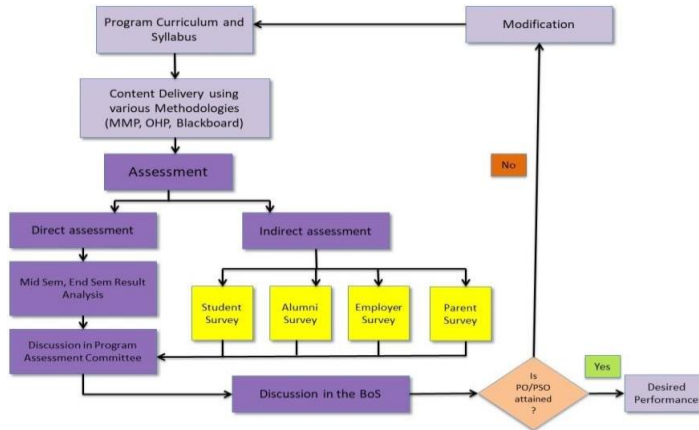 Program Curriculum and
Syllabus
Modification
Content Delivery using
various Methodologies
(MMP, OHP, Blackboard)
No
Assessment
Direct assessment
Indirect assessment
Mid Sem, End Sem Result
Analysis
Student
Survey
Alumni
Survey
Employer
Survey
Parent
Survey
Discussion in Program
Assessment Committee
Discussion in the BoS
Is
PO/PSO
attained
?
Yes
Desired
Performance